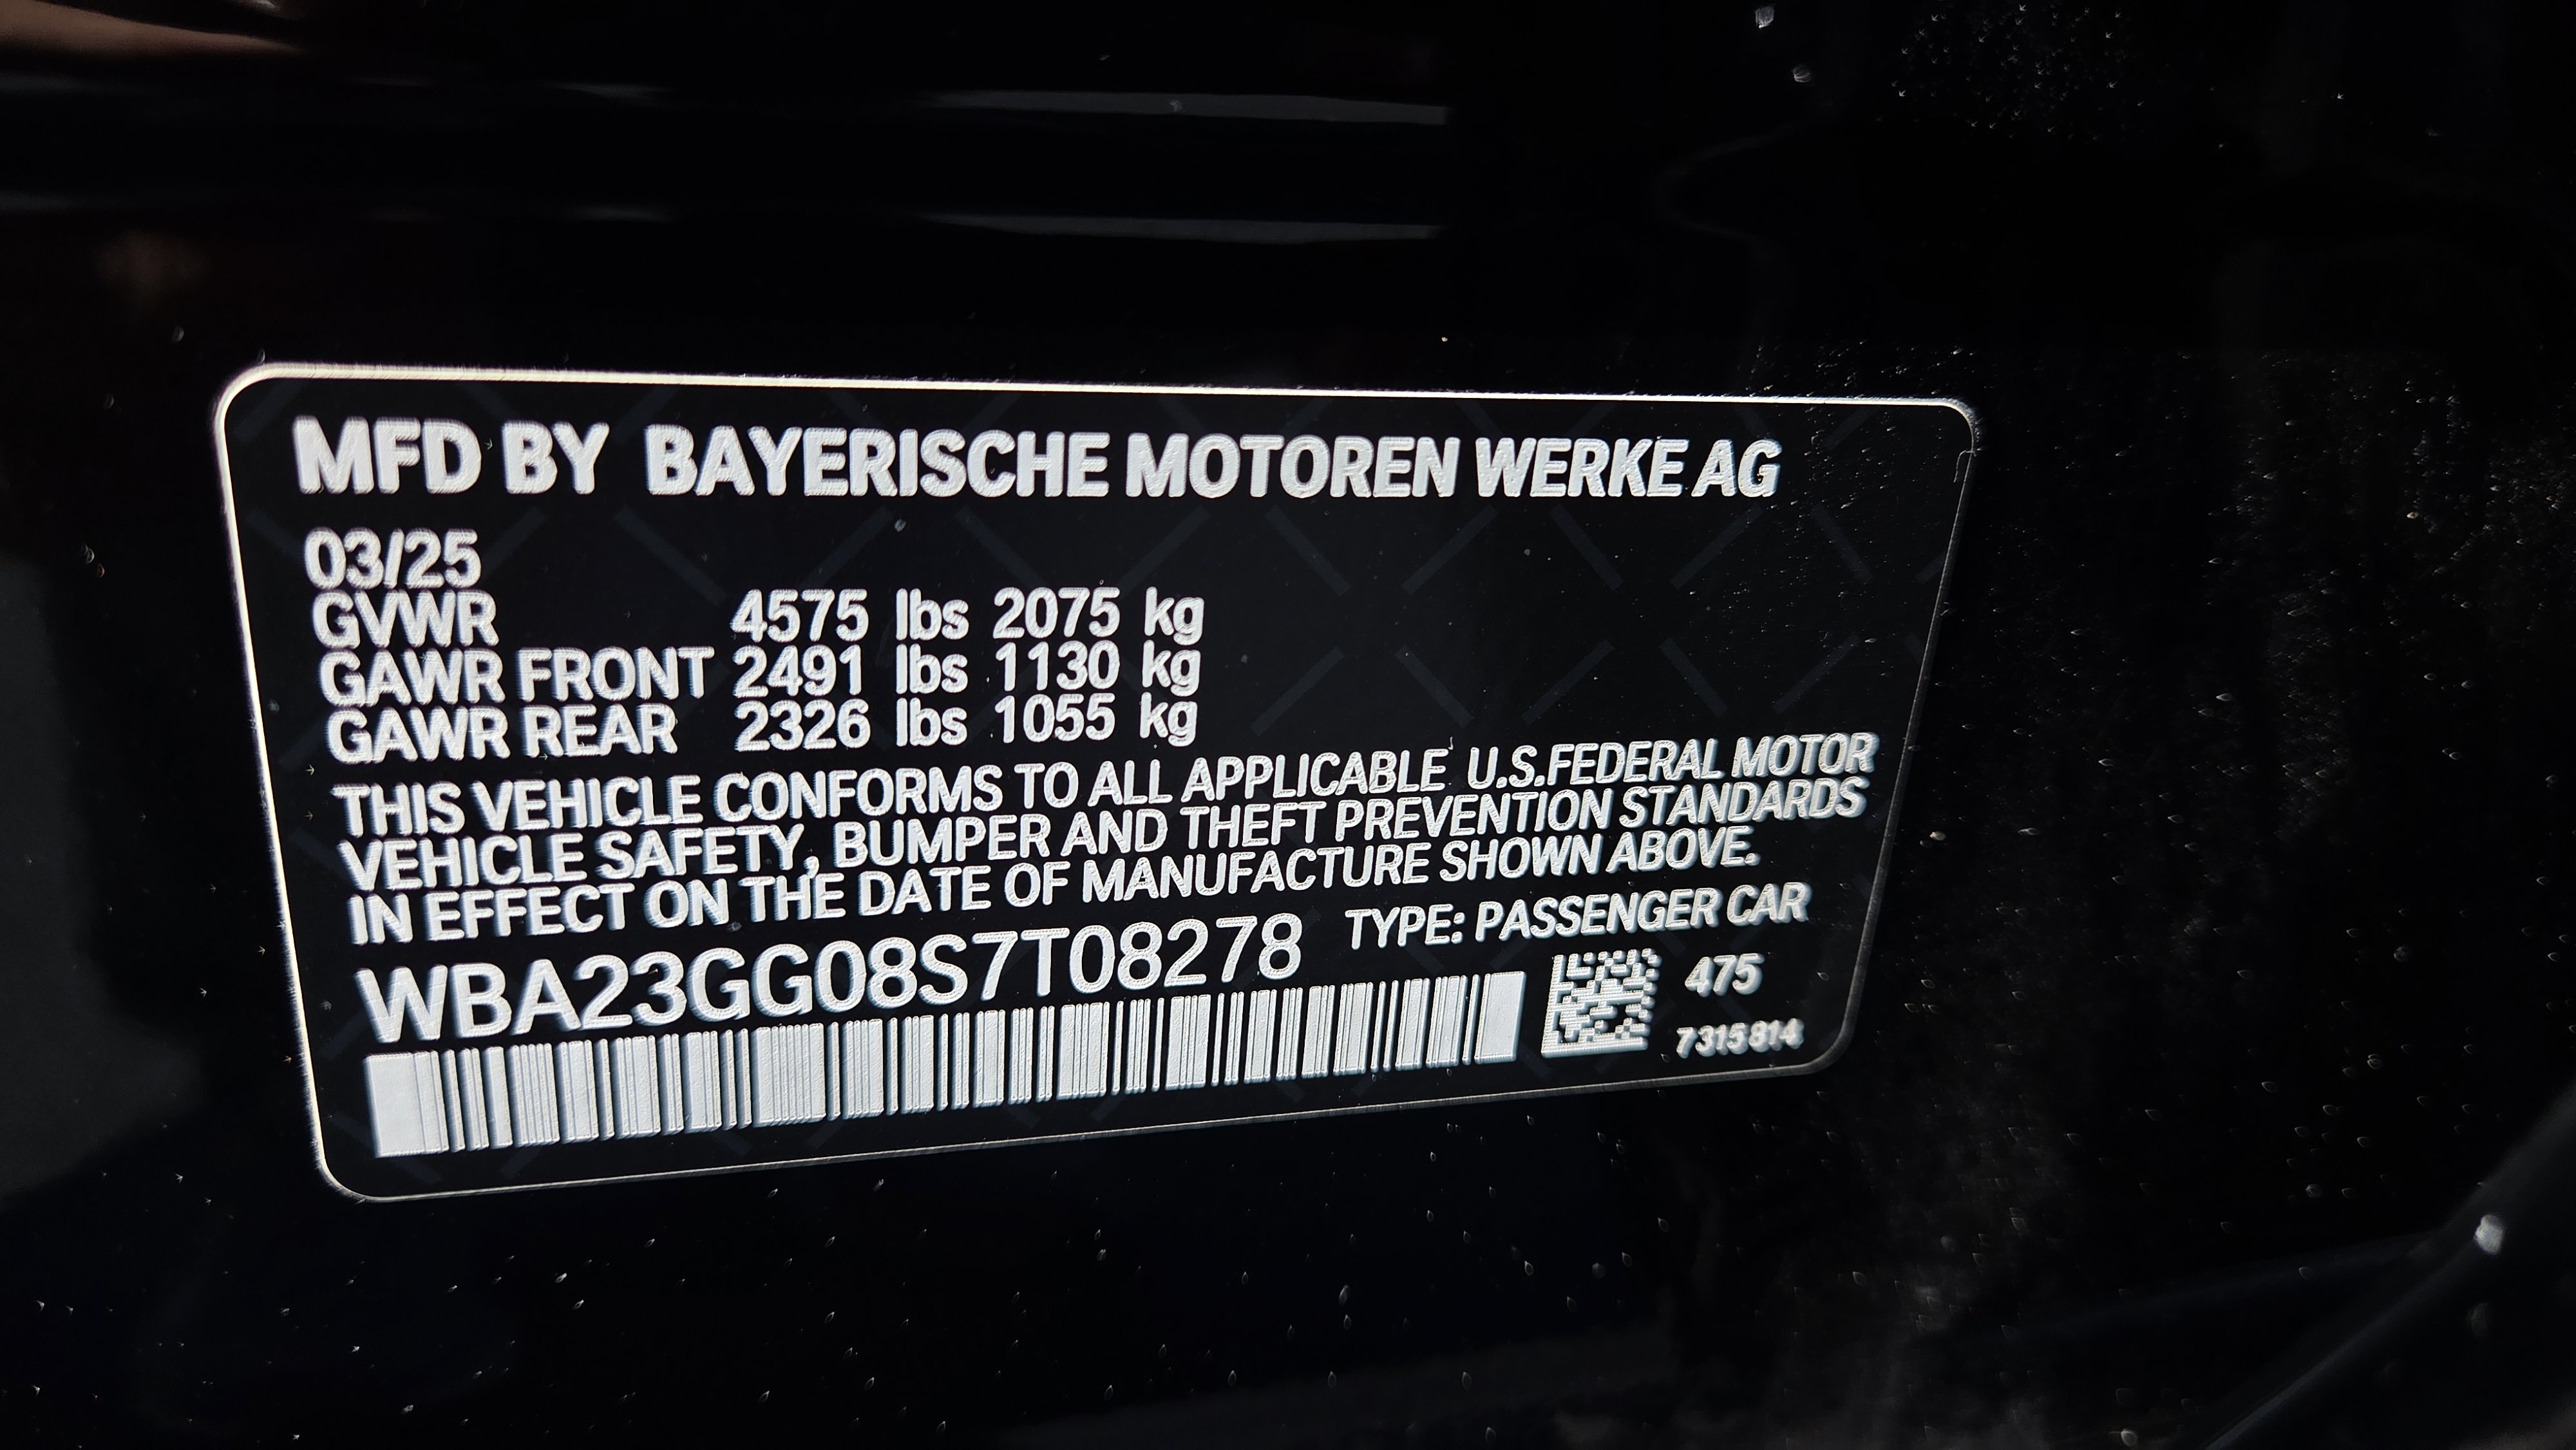 MFD BY BAYERISCHE MOTOREN WERKE AG
03/25
GVWR 4575 lbs 2075 kg
GAWR FRONT 2491 lbs 1130 kg
GAWR REAR 2326 lbs 1055 kg
THIS VEHICLE CONFORMS TO ALL APPLICABLE U.S.FEDERAL MOTOR
VEHICLE SAFETY, BUMPER AND THEFT PREVENTION STANDARDS
IN EFFECT ON THE DATE OF MANUFACTURE SHOWN ABOVE.
WBA23GG08S7T08278 TYPE: PASSENGER CAR
475
7315814